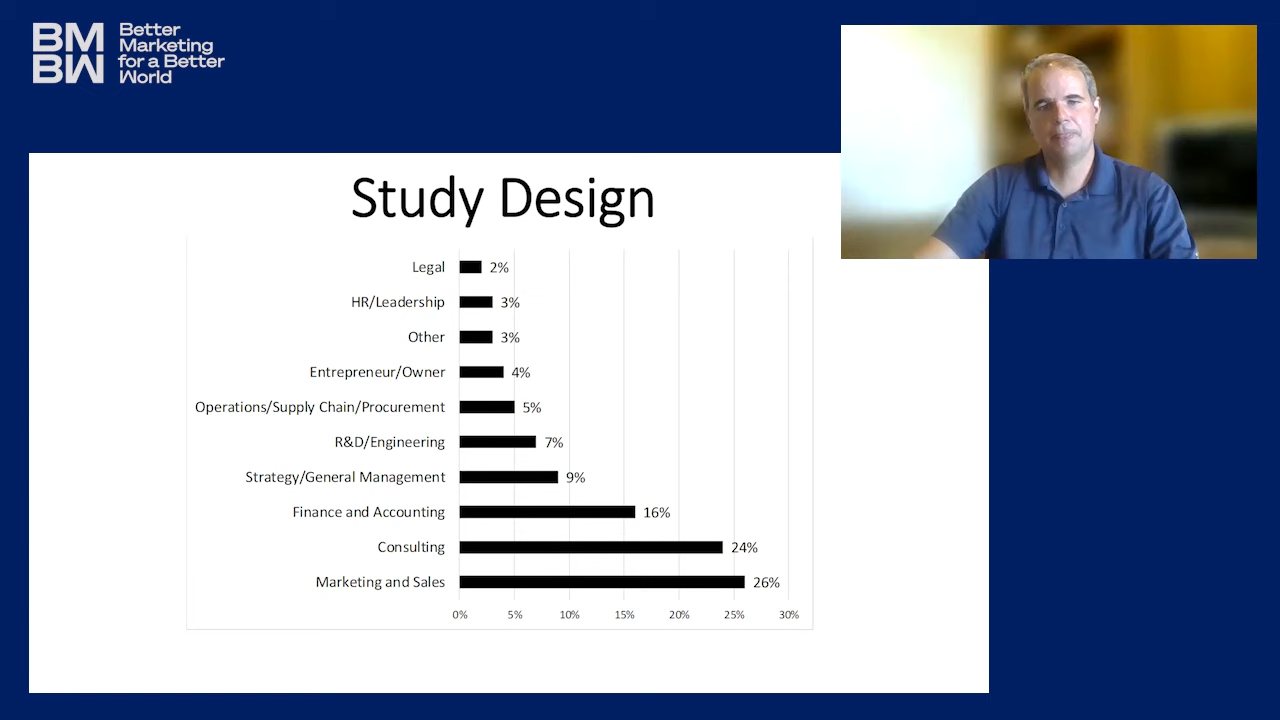 BM
BW
Better
Marketing
for a Better
World
Study Design
Legal 2%
HR/Leadership 3%
Other 3%
Entrepreneur/Owner 4%
Operations/Supply Chain/Procurement 5%
R&D/Engineering 7%
Strategy/General Management 9%
Finance and Accounting 16%
Consulting 24%
Marketing and Sales 26%
0% 5% 10% 15% 20% 25% 30%